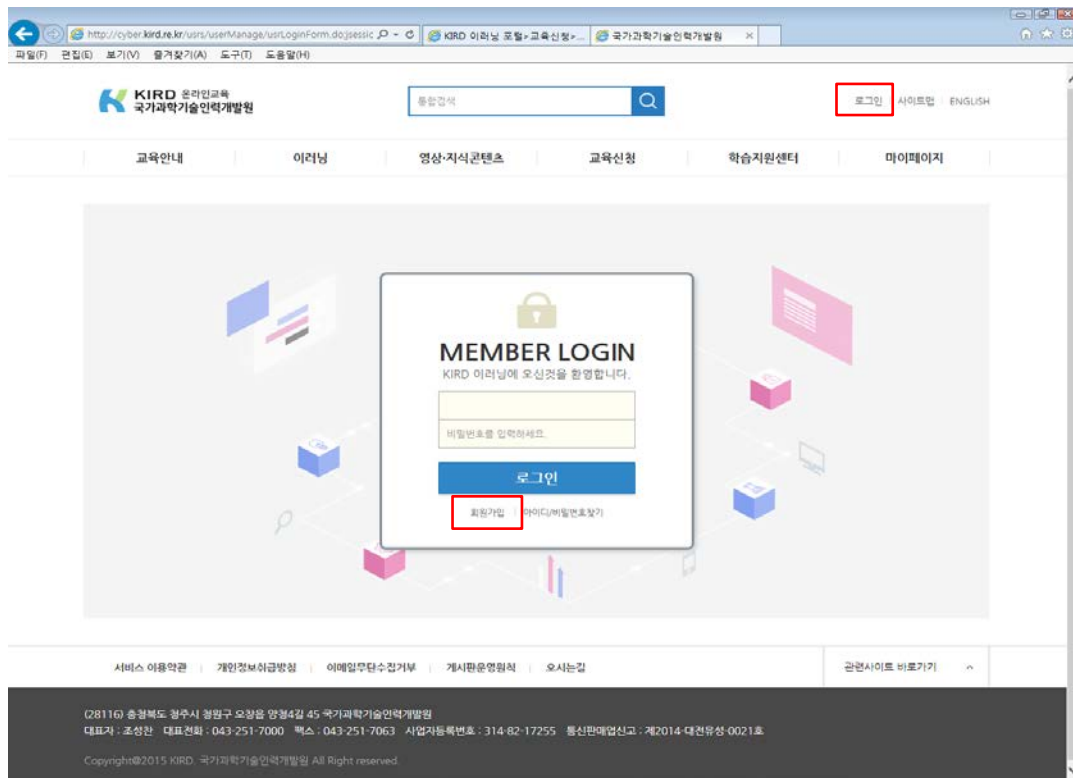 http://cyber.kird.re.kr/usrs/userManage/usrLoginForm.do;jsessic
KIRD 이러닝 포털>교육신청>...
국가과학기술인력개발원
파일(F) 편집(E) 보기(V) 즐겨찾기(A) 도구(T) 도움말(H)
KIRD 온라인교육
국가과학기술인력개발원
통합검색
로그인 사이트맵 ENGLISH
교육안내 이러닝 영상·지식콘텐츠 교육신청 학습지원센터 마이페이지
MEMBER LOGIN
KIRD 이러닝에 오신것을 환영합니다.
비밀번호를 입력하세요.
로그인
회원가입 아이디/비밀번호찾기
서비스 이용약관 개인정보취급방침 이메일무단수집거부 게시판운영원칙 오시는길 관련사이트 바로가기
(28116) 충청북도 청주시 청원구 오창읍 양청4길 45 국가과학기술인력개발원
대표자 : 조성찬 대표전화 : 043-251-7000 팩스 : 043-251-7063 사업자등록번호 : 314-82-17255 통신판매업신고 : 제2014-대전유성-0021호
Copyright@2015 KIRD. 국가과학기술인력개발원 All Right reserved.